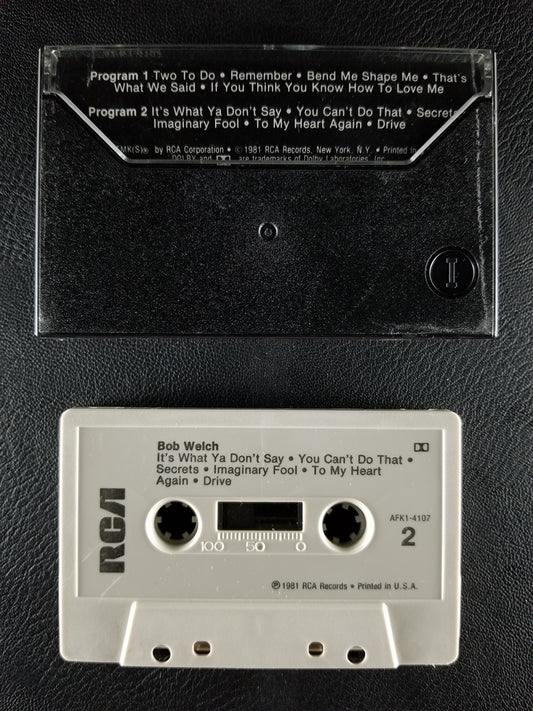 Program 1 Two To Do • Remember • Bend Me Shape Me • That's
What We Said • If You Think You Know How To Love Me
Program 2 It's What Ya Don't Say • You Can't Do That • Secrets
Imaginary Fool • To My Heart Again • Drive
TMK(S)® by RCA Corporation • © 1981 RCA Records, New York, N.Y. • Printed in
DOLBY and are trademarks of Dolby Laboratories, Inc.
I
Bob Welch
It's What Ya Don't Say • You Can't Do That •
Secrets • Imaginary Fool • To My Heart
Again • Drive
RCA
100 50 0
AFK1-4107
2
℗ 1981 RCA Records • Printed in U.S.A.